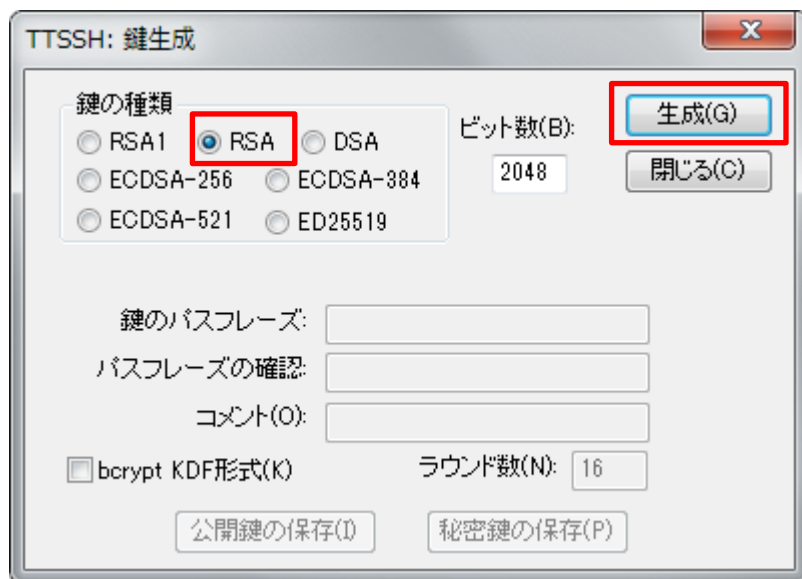 TTSSH: 鍵生成
鍵の種類
RSA1 RSA DSA
ECDSA-256 ECDSA-384
ECDSA-521 ED25519
ビット数(B):
2048
生成(G)
閉じる(C)
鍵のパスフレーズ:
パスフレーズの確認:
コメント(O):
bcrypt KDF形式(K) ラウンド数(N): 16
公開鍵の保存(I) 秘密鍵の保存(P)